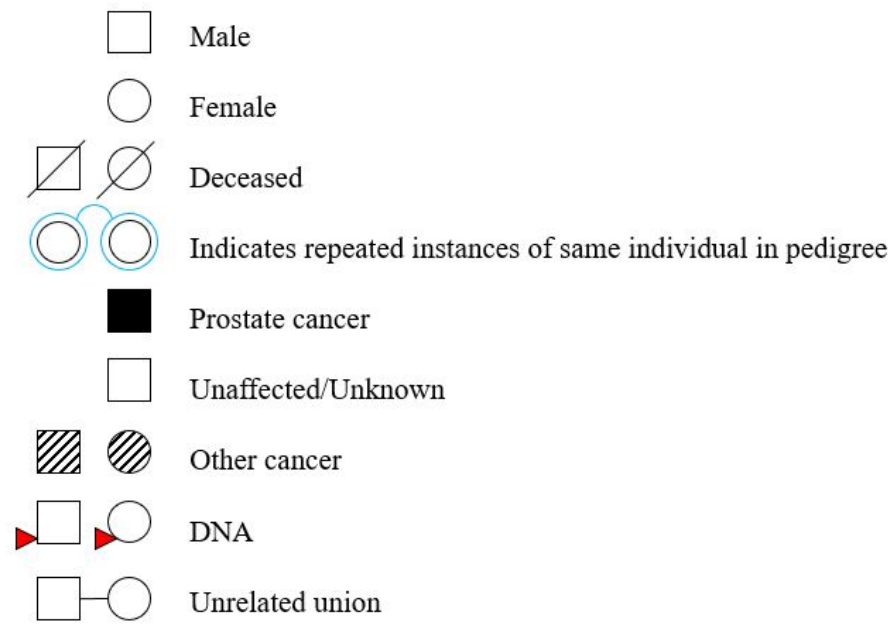 Male
Female
Deceased
Indicates repeated instances of same individual in pedigree
Prostate cancer
Unaffected/Unknown
Other cancer
DNA
Unrelated union